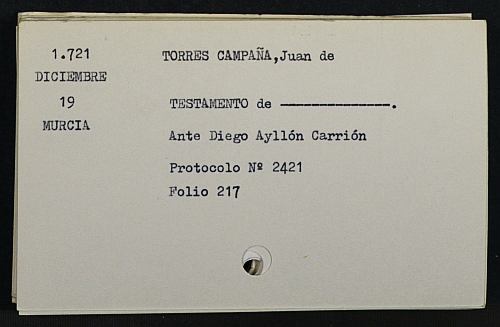 1.721
DICIEMBRE
19
MURCIA
TORRES CAMPAÑA,Juan de
TESTAMENTO de ——————————————.
Ante Diego Ayllón Carrión
Protocolo Nº 2421
Folio 217